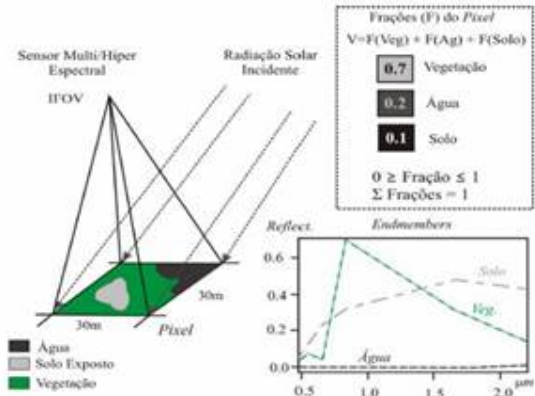 Sensor Multi/Hiper
Espectral
IFOV
Radiação Solar
Incidente
30m
30m
Pixel
Água
Solo Exposto
Vegetação
Frações (F) do Pixel
V=F(Veg) + F(Ag) + F(Solo)
0.7 Vegetação
0.2 Água
0.1 Solo
0 ≥ Fração ≤ 1
Σ Frações = 1
Reflect. Endmembers
0.6
0.4
0.2
0.0
Solo
Veg.
Água
0.5 1.0 1.5 2.0 µm